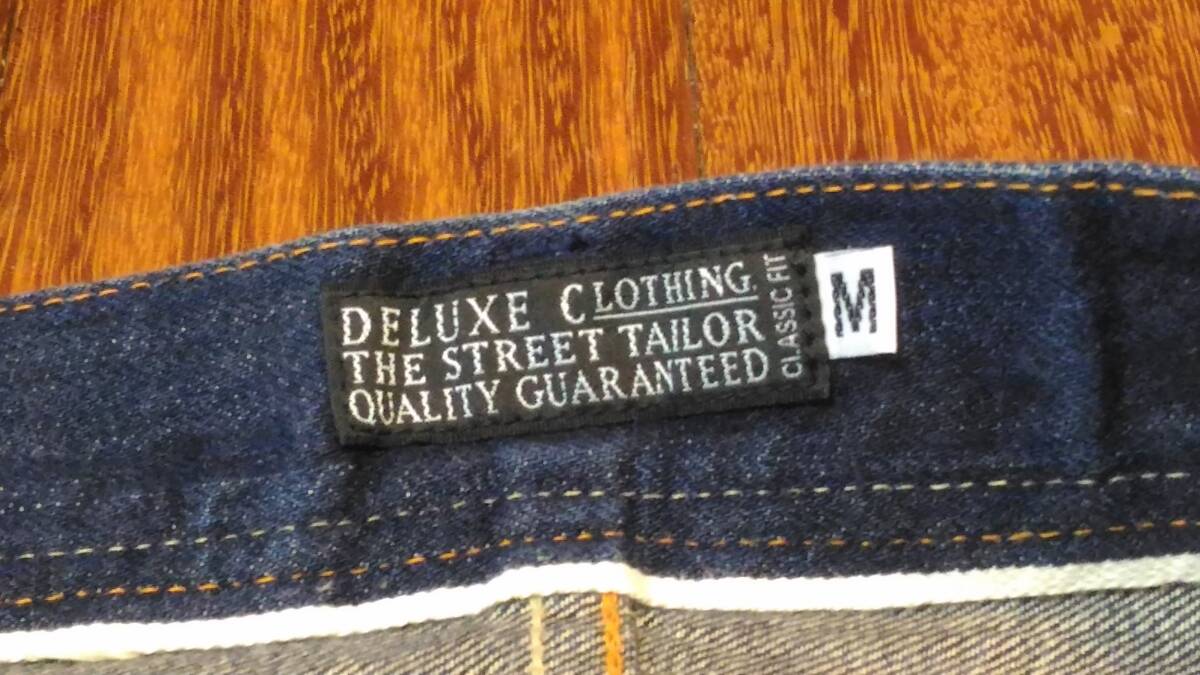 DELUXE CLOTHING.
THE STREET TAILOR
QUALITY GUARANTEED
CLASSIC FIT
M